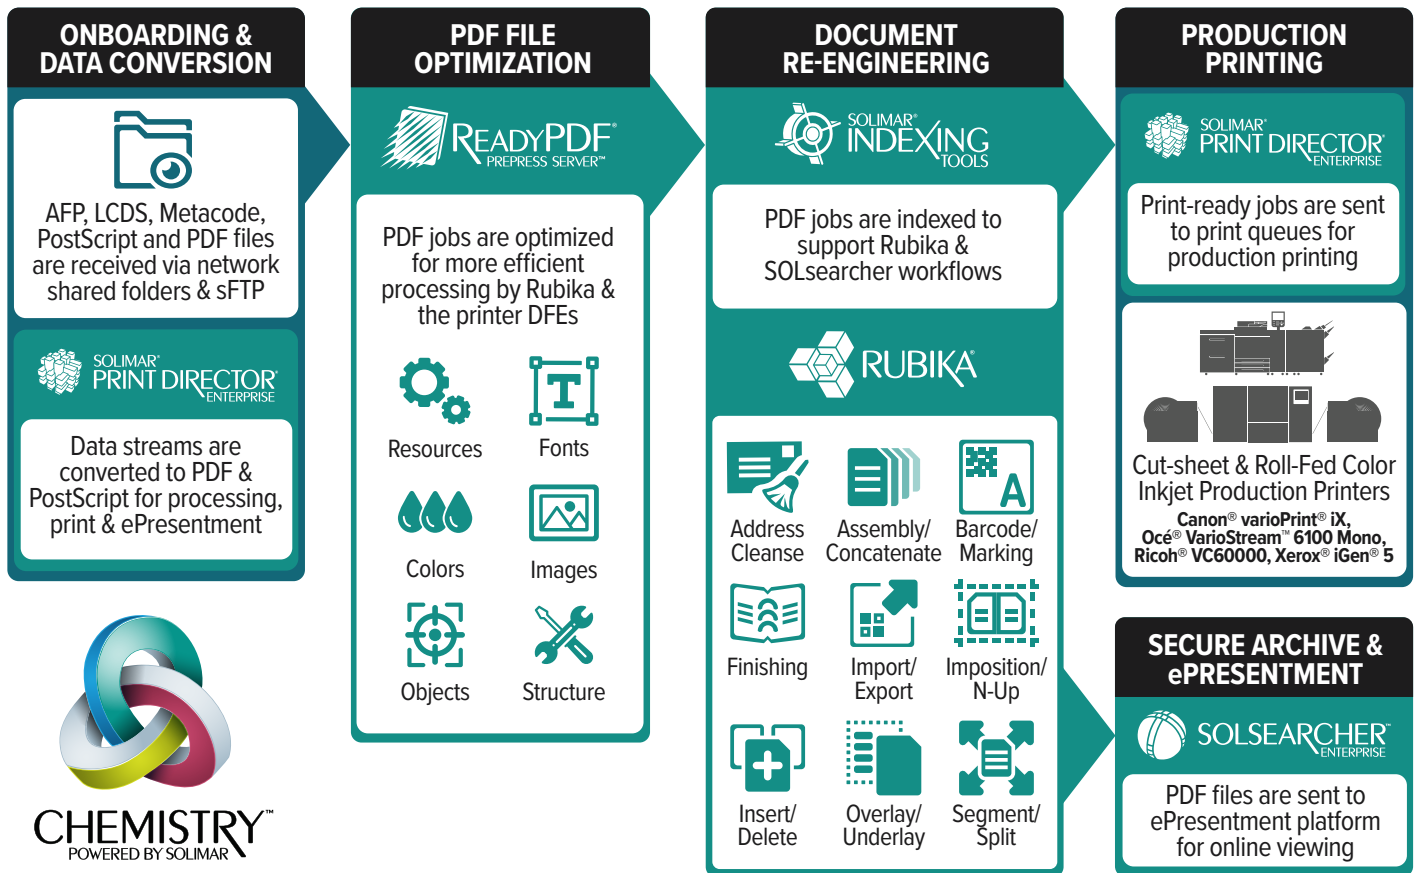 ONBOARDING &
DATA CONVERSION
AFP, LCDS, Metacode,
PostScript and PDF files
are received via network
shared folders & sFTP
SOLIMAR®
PRINT DIRECTOR®
ENTERPRISE
Data streams are
converted to PDF &
PostScript for processing,
print & ePresentment
CHEMISTRY™
POWERED BY SOLIMAR
PDF FILE
OPTIMIZATION
READYPDF®
PREPRESS SERVER™
PDF jobs are optimized
for more efficient
processing by Rubika &
the printer DFEs
Resources
Fonts
T
Colors
Images
Objects
Structure
DOCUMENT
RE-ENGINEERING
SOLIMAR®
INDEXING
TOOLS
PDF jobs are indexed to
support Rubika &
SOLsearcher workflows
RUBIKA®
A
Address
Cleanse
Assembly/
Concatenate
Barcode/
Marking
Finishing
Import/
Export
Imposition/
N-Up
Insert/
Delete
Overlay/
Underlay
Segment/
Split
PRODUCTION
PRINTING
SOLIMAR®
PRINT DIRECTOR®
ENTERPRISE
Print-ready jobs are sent
to print queues for
production printing
Cut-sheet & Roll-Fed Color
Inkjet Production Printers
Canon® varioPrint® iX,
Océ® VarioStream™ 6100 Mono,
Ricoh® VC60000, Xerox® iGen® 5
SECURE ARCHIVE &
ePRESENTMENT
SOLSEARCHER™
ENTERPRISE
PDF files are sent to
ePresentment platform
for online viewing